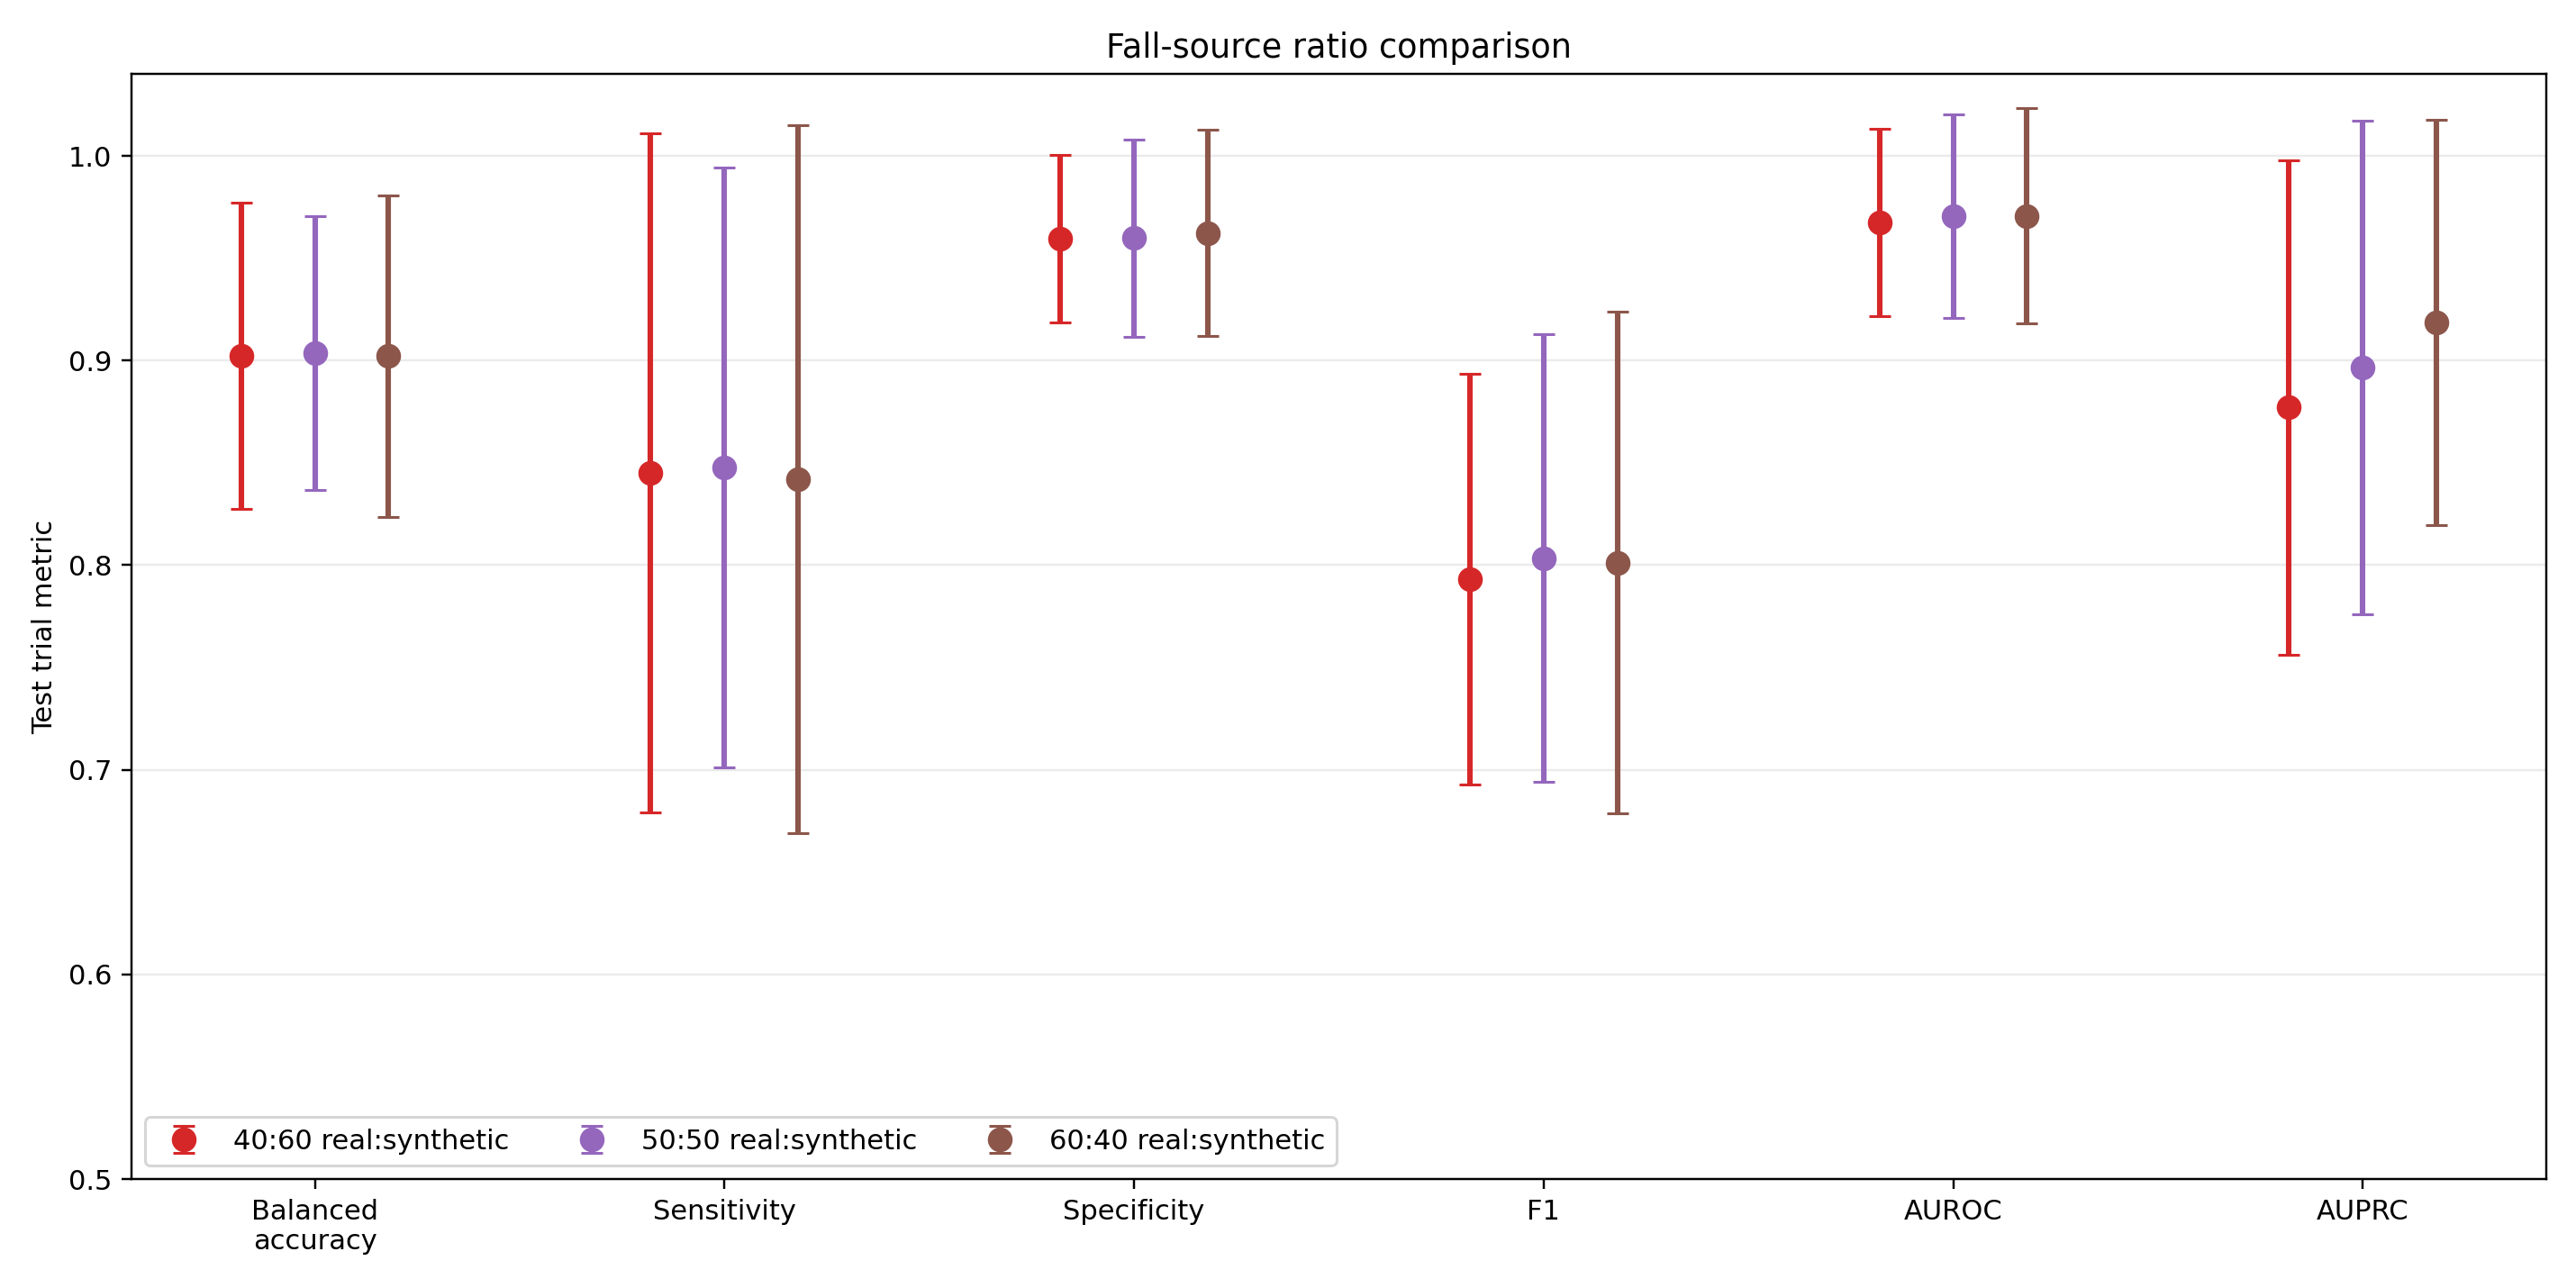 Fall-source ratio comparison
Test trial metric
1.0
0.9
0.8
0.7
0.6
0.5
40:60 real:synthetic
50:50 real:synthetic
60:40 real:synthetic
Balanced
accuracy
Sensitivity
Specificity
F1
AUROC
AUPRC